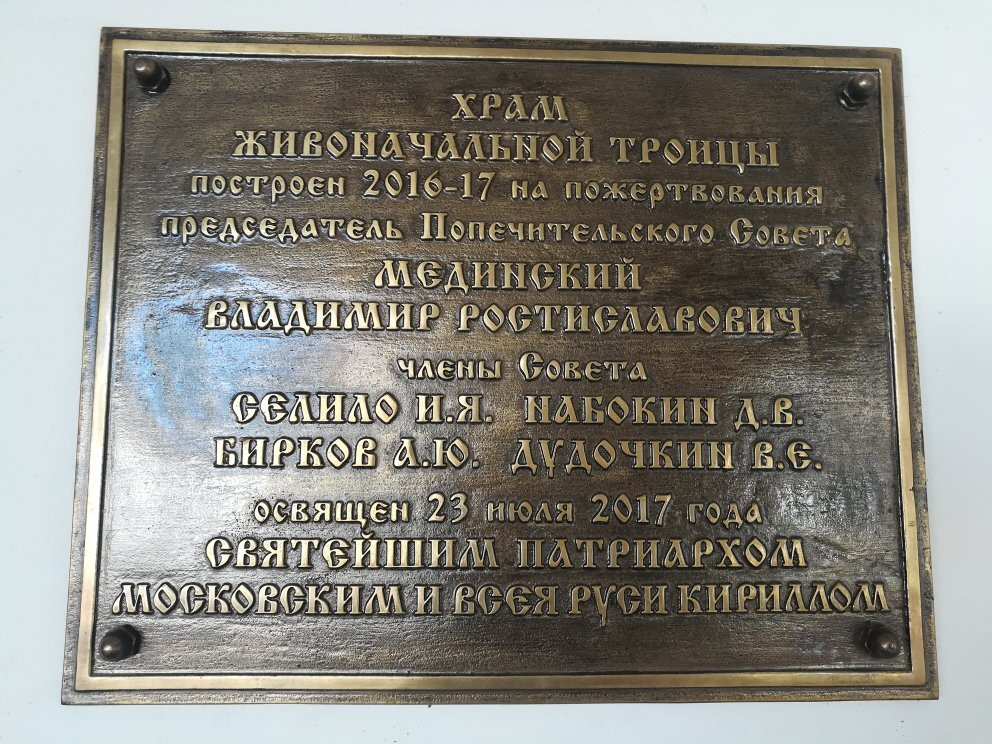 ХРАМ
ЖИВОНАЧАЛЬНОЙ ТРОИЦЫ
построен 2016-17 на пожертвования
председатель Попечительского Совета
МЕДИНСКИЙ
ВЛАДИМИР РОСТИСЛАВОВИЧ
члены Совета
СЕЛИЛО И.Я. НАБОКИН Д.В.
БИРКОВ А.Ю. ДУДОЧКИН В.Е.
освящен 23 июля 2017 года
СВЯТЕЙШИМ ПАТРИАРХОМ
МОСКОВСКИМ И ВСЕЯ РУСИ КИРИЛЛОМ